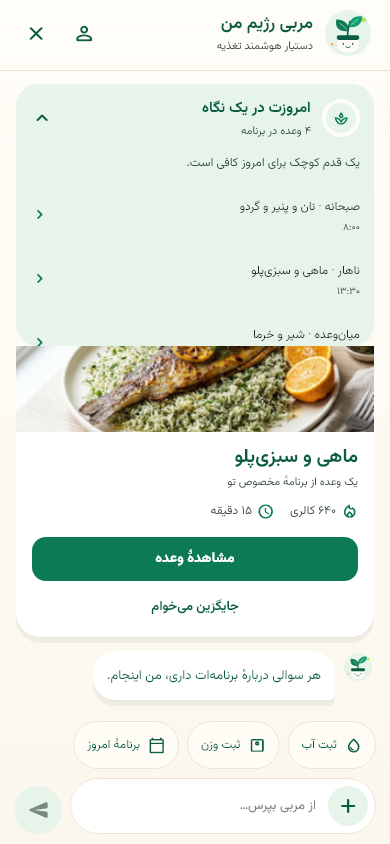 مربی رژیم من
دستیار هوشمند تغذیه
امروزت در یک نگاه
۴ وعده در برنامه
یک قدم کوچک برای امروز کافی است.
صبحانه · نان و پنیر و گردو
۸:۰۰
ناهار · ماهی و سبزی‌پلو
۱۳:۳۰
میان‌وعده · شیر و خرما
ماهی و سبزی‌پلو
یک وعده از برنامهٔ مخصوص تو
۶۴۰ کالری ۱۵ دقیقه
مشاهدهٔ وعده
جایگزین می‌خوام
هر سوالی دربارهٔ برنامه‌ات داری، من اینجام.
ثبت آب ثبت وزن برنامهٔ امروز
از مربی بپرس…